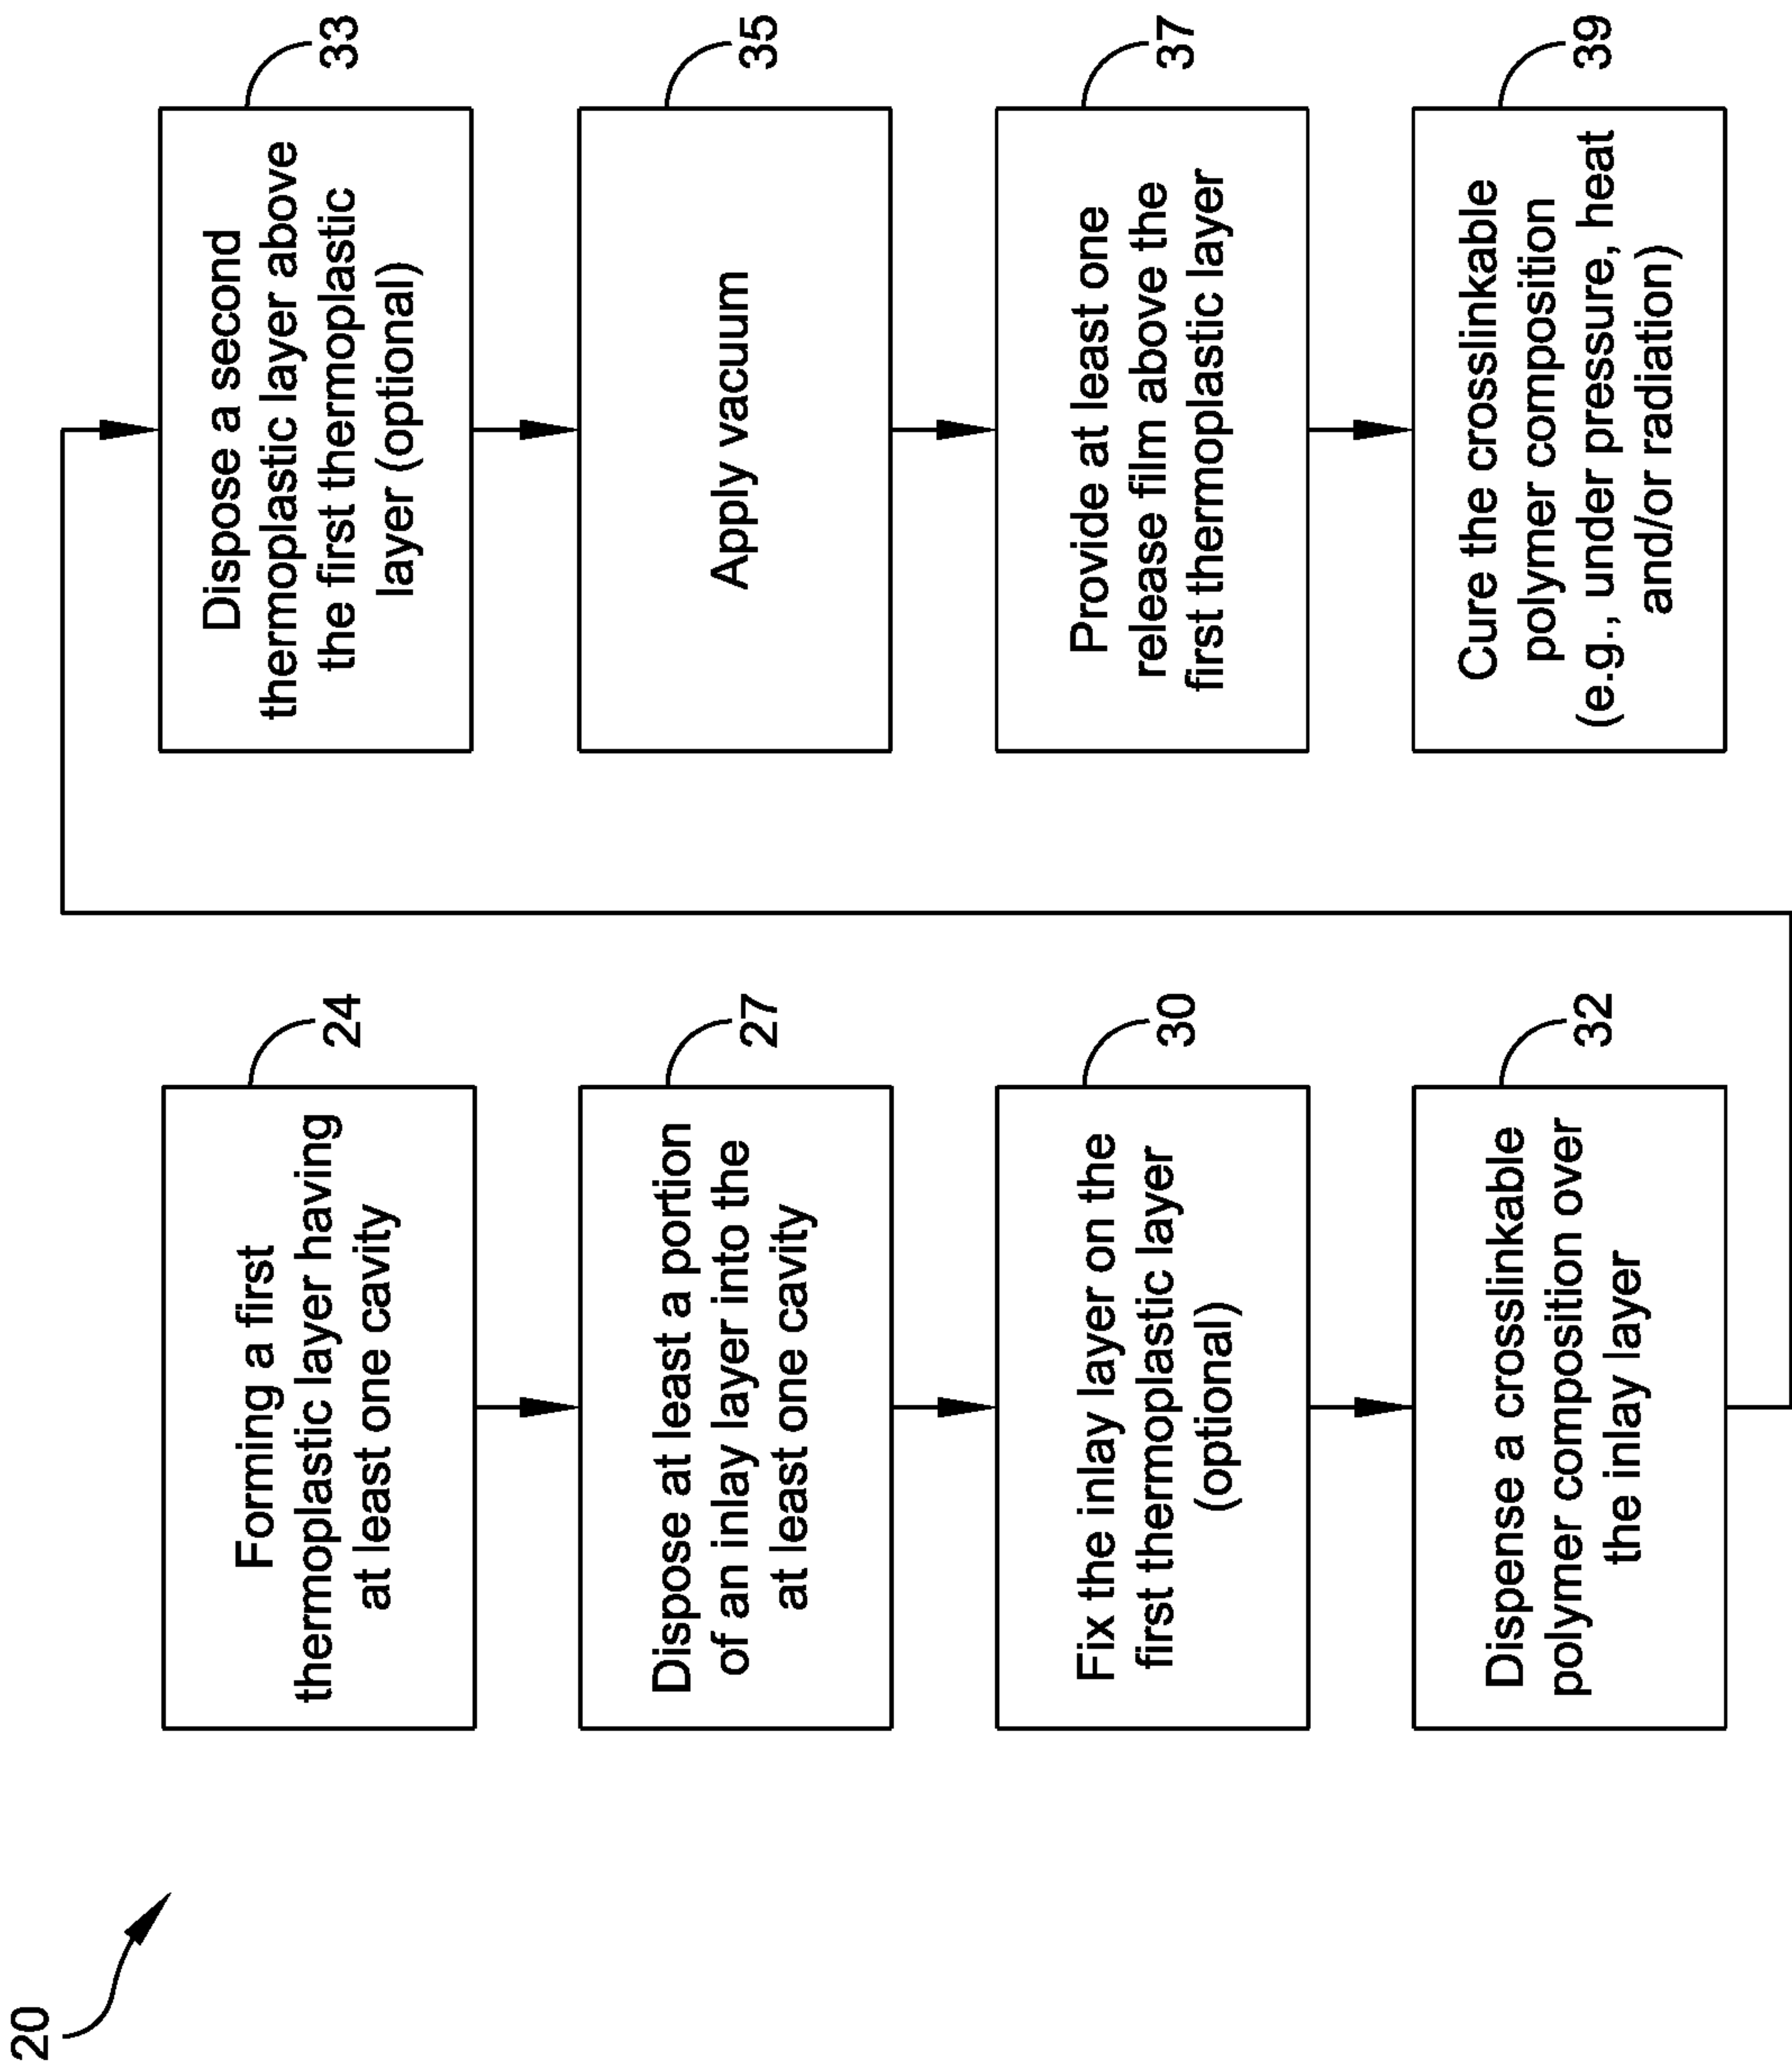 20
Forming a first
thermoplastic layer having
at least one cavity
24
Dispose at least a portion
of an inlay layer into the
at least one cavity
27
Fix the inlay layer on the
first thermoplastic layer
(optional)
30
Dispense a crosslinkable
polymer composition over
the inlay layer
32
Dispose a second
thermoplastic layer above
the first thermoplastic
layer (optional)
33
Apply vacuum
35
Provide at least one
release film above the
first thermoplastic layer
37
Cure the crosslinkable
polymer composition
(e.g., under pressure, heat
and/or radiation)
39